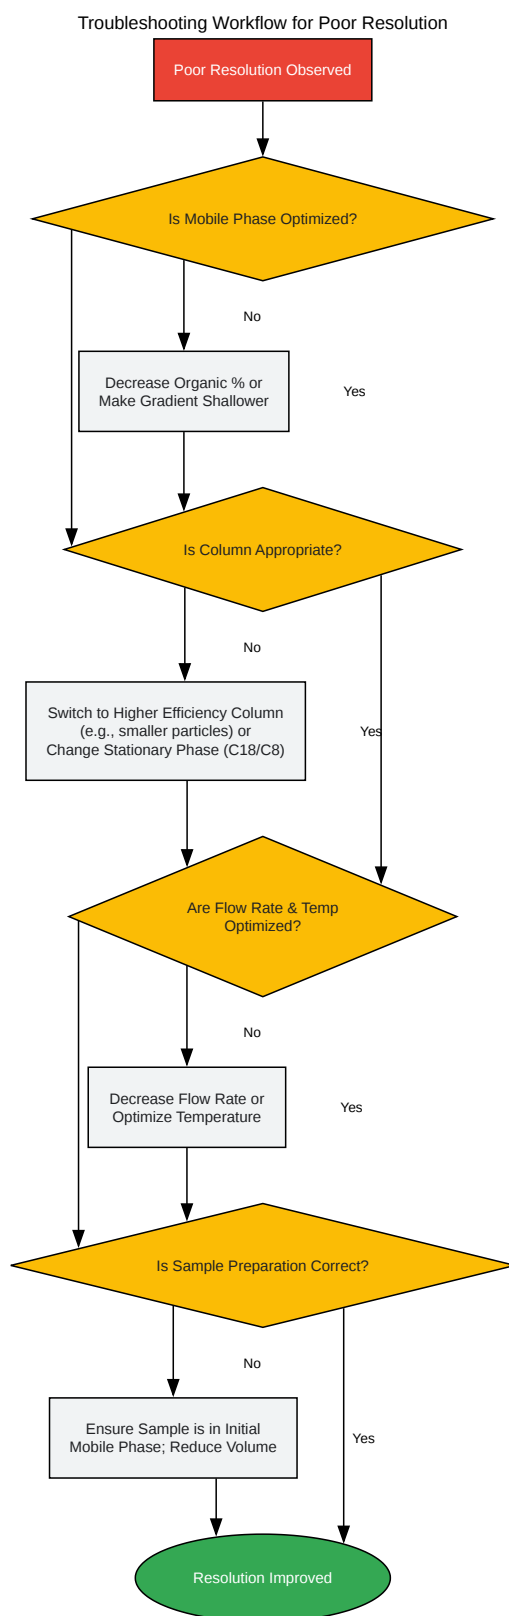 Troubleshooting Workflow for Poor Resolution
Poor Resolution Observed
Is Mobile Phase Optimized?
No
Decrease Organic % or
Make Gradient Shallower
Yes
Is Column Appropriate?
No
Switch to Higher Efficiency Column
(e.g., smaller particles) or
Change Stationary Phase (C18/C8)
Yes
Are Flow Rate & Temp
Optimized?
No
Decrease Flow Rate or
Optimize Temperature
Yes
Is Sample Preparation Correct?
No
Ensure Sample is in Initial
Mobile Phase; Reduce Volume
Yes
Resolution Improved